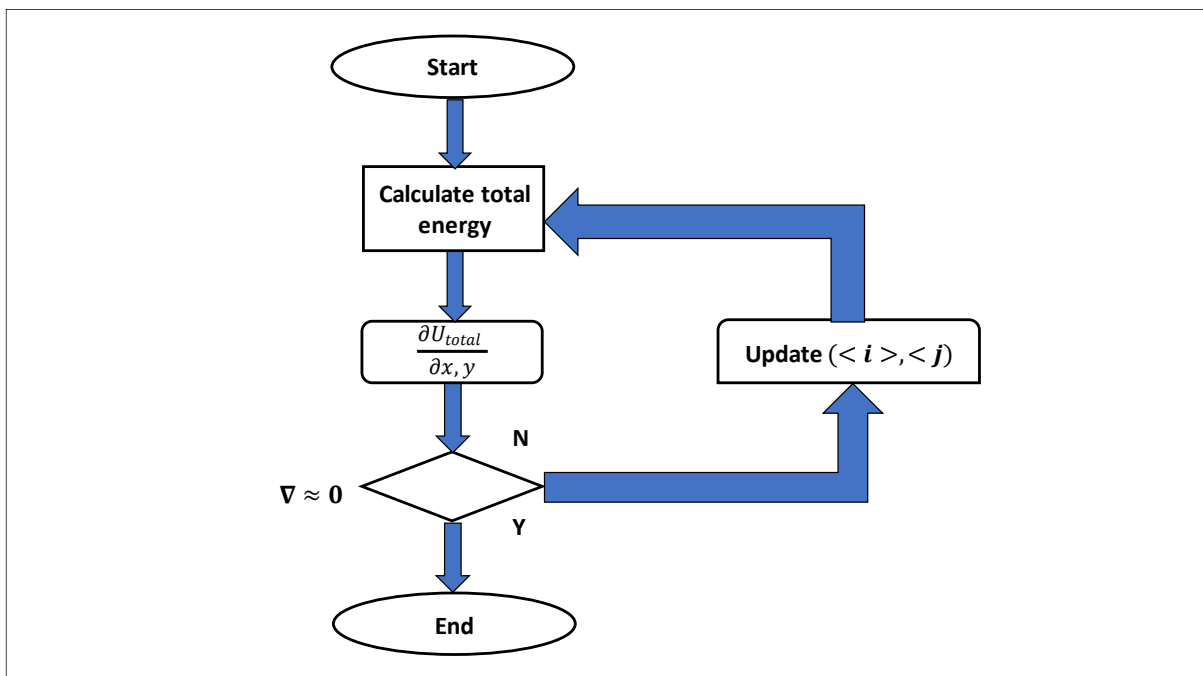 Start
Calculate total
energy
∂U_total
∂x, y
Update (< i >, < j)
N
∇ ≈ 0
Y
End